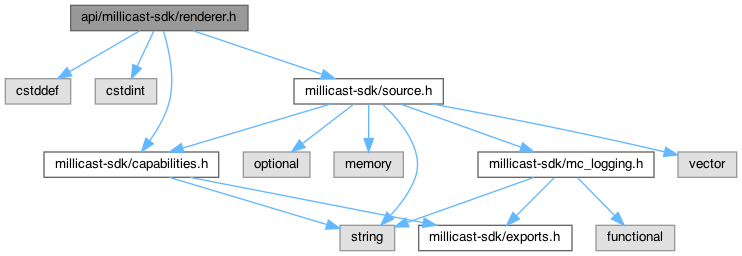 api/millicast-sdk/renderer.h
cstddef
cstdint
millicast-sdk/source.h
millicast-sdk/capabilities.h
optional
memory
millicast-sdk/mc_logging.h
vector
string
millicast-sdk/exports.h
functional